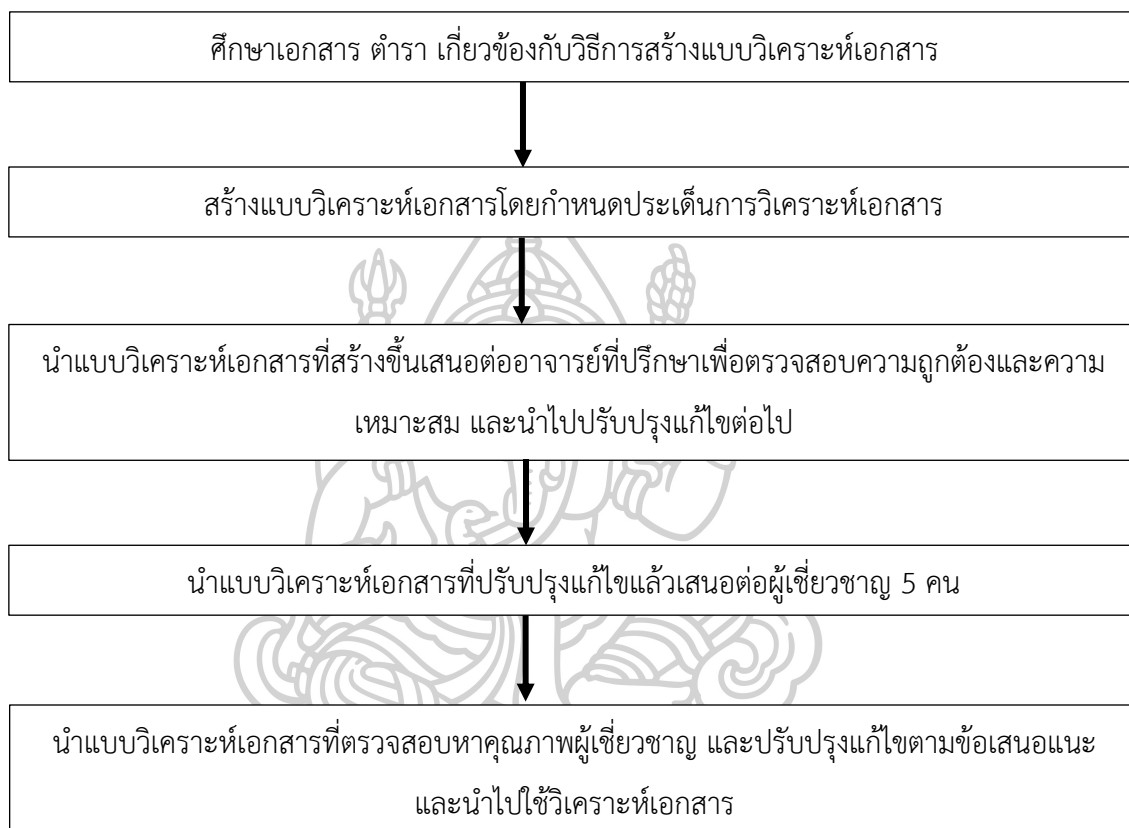 ศึกษาเอกสาร ตำรา เกี่ยวข้องกับวิธีการสร้างแบบวิเคราะห์เอกสาร
สร้างแบบวิเคราะห์เอกสารโดยกำหนดประเด็นการวิเคราะห์เอกสาร
นำแบบวิเคราะห์เอกสารที่สร้างขึ้นเสนอต่ออาจารย์ที่ปรึกษาเพื่อตรวจสอบความถูกต้องและความ
เหมาะสม และนำไปปรับปรุงแก้ไขต่อไป
นำแบบวิเคราะห์เอกสารที่ปรับปรุงแก้ไขแล้วเสนอต่อผู้เชี่ยวชาญ 5 คน
นำแบบวิเคราะห์เอกสารที่ตรวจสอบหาคุณภาพผู้เชี่ยวชาญ และปรับปรุงแก้ไขตามข้อเสนอแนะ
และนำไปใช้วิเคราะห์เอกสาร